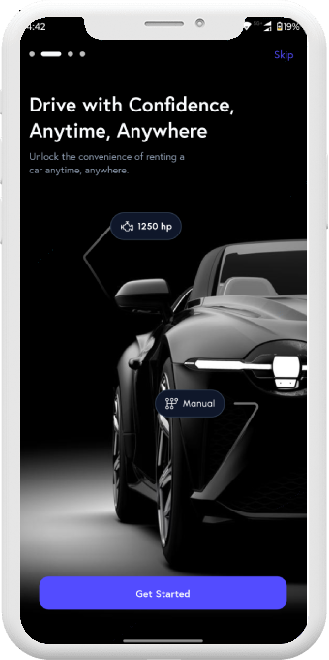 4:42
19%
Skip
Drive with Confidence,
Anytime, Anywhere
Unlock the convenience of renting a
car anytime, anywhere.
1250 hp
Manual
Get Started